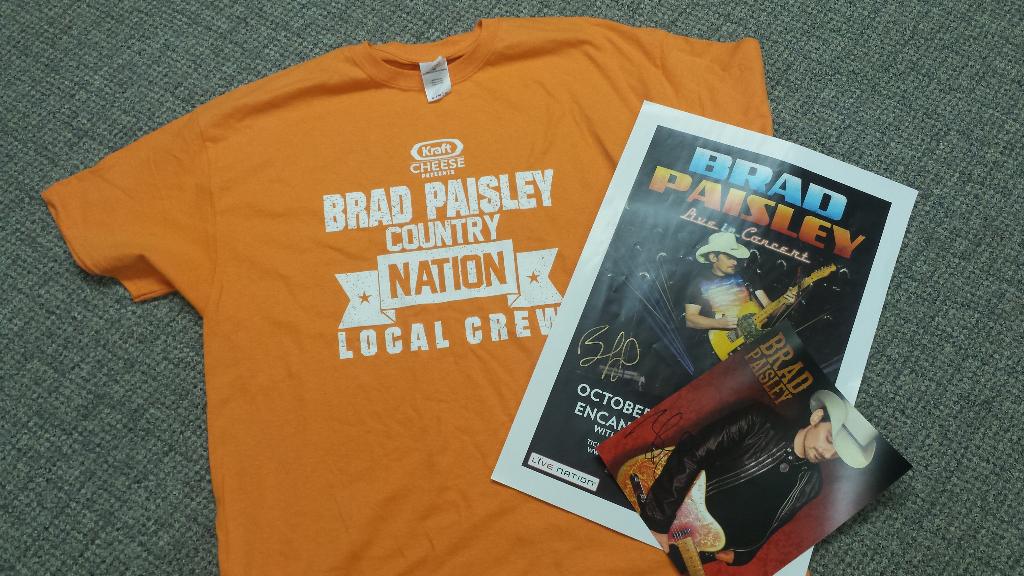 Kraft
CHEESE
PRESENTS
BRAD PAISLEY
COUNTRY
NATION
LOCAL CREW
BRAD
PAISLEY
Live in Concert
OCTOBE
ENCAN
WIT
LIVE NATION
BRAD
PAISLEY